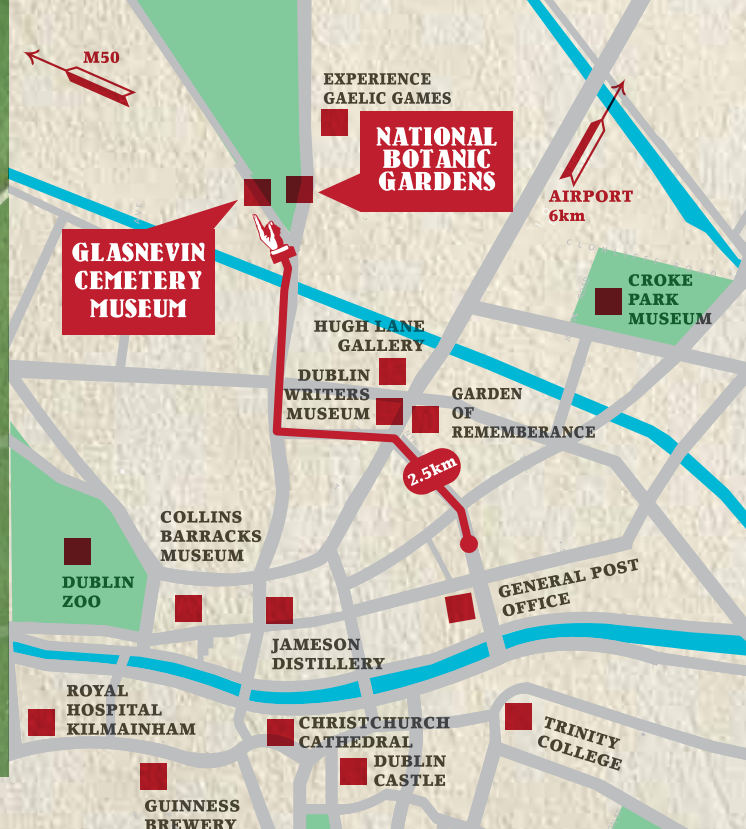 M50
EXPERIENCE
GAELIC GAMES
NATIONAL
BOTANIC
GARDENS
AIRPORT
6km
GLASNEVIN
CEMETERY
MUSEUM
CROKE
PARK
MUSEUM
HUGH LANE
GALLERY
DUBLIN
WRITERS
MUSEUM
GARDEN
OF
REMEMBERANCE
2.5km
COLLINS
BARRACKS
MUSEUM
DUBLIN
ZOO
GENERAL POST
OFFICE
JAMESON
DISTILLERY
ROYAL
HOSPITAL
KILMAINHAM
CHRISTCHURCH
CATHEDRAL
DUBLIN
CASTLE
TRINITY
COLLEGE
GUINNESS
BREWERY